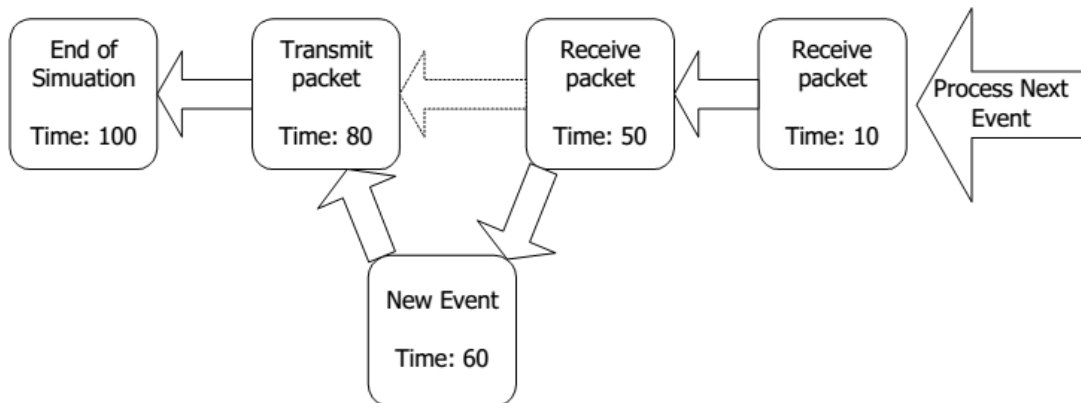 End of
Simuation
Time: 100
Transmit
packet
Time: 80
Receive
packet
Time: 50
Receive
packet
Time: 10
Process Next
Event
New Event
Time: 60